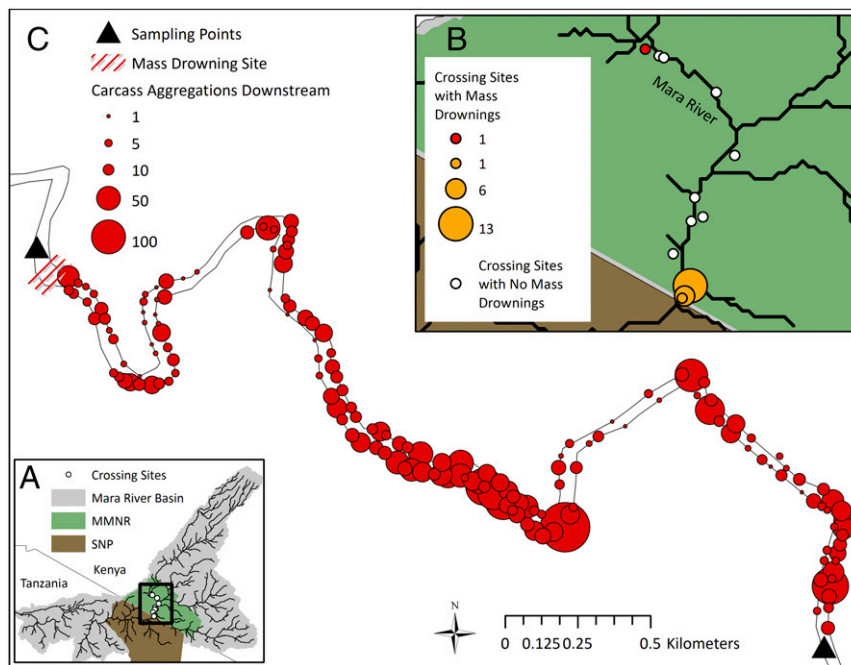 C
Sampling Points
Mass Drowning Site
Carcass Aggregations Downstream
1
5
10
50
100
B
Crossing Sites
with Mass
Drownings
1
1
6
13
Crossing Sites
with No Mass
Drownings
Mara River
A
Crossing Sites
Mara River Basin
MMNR
SNP
Kenya
Tanzania
N
0 0.125 0.25 0.5 Kilometers